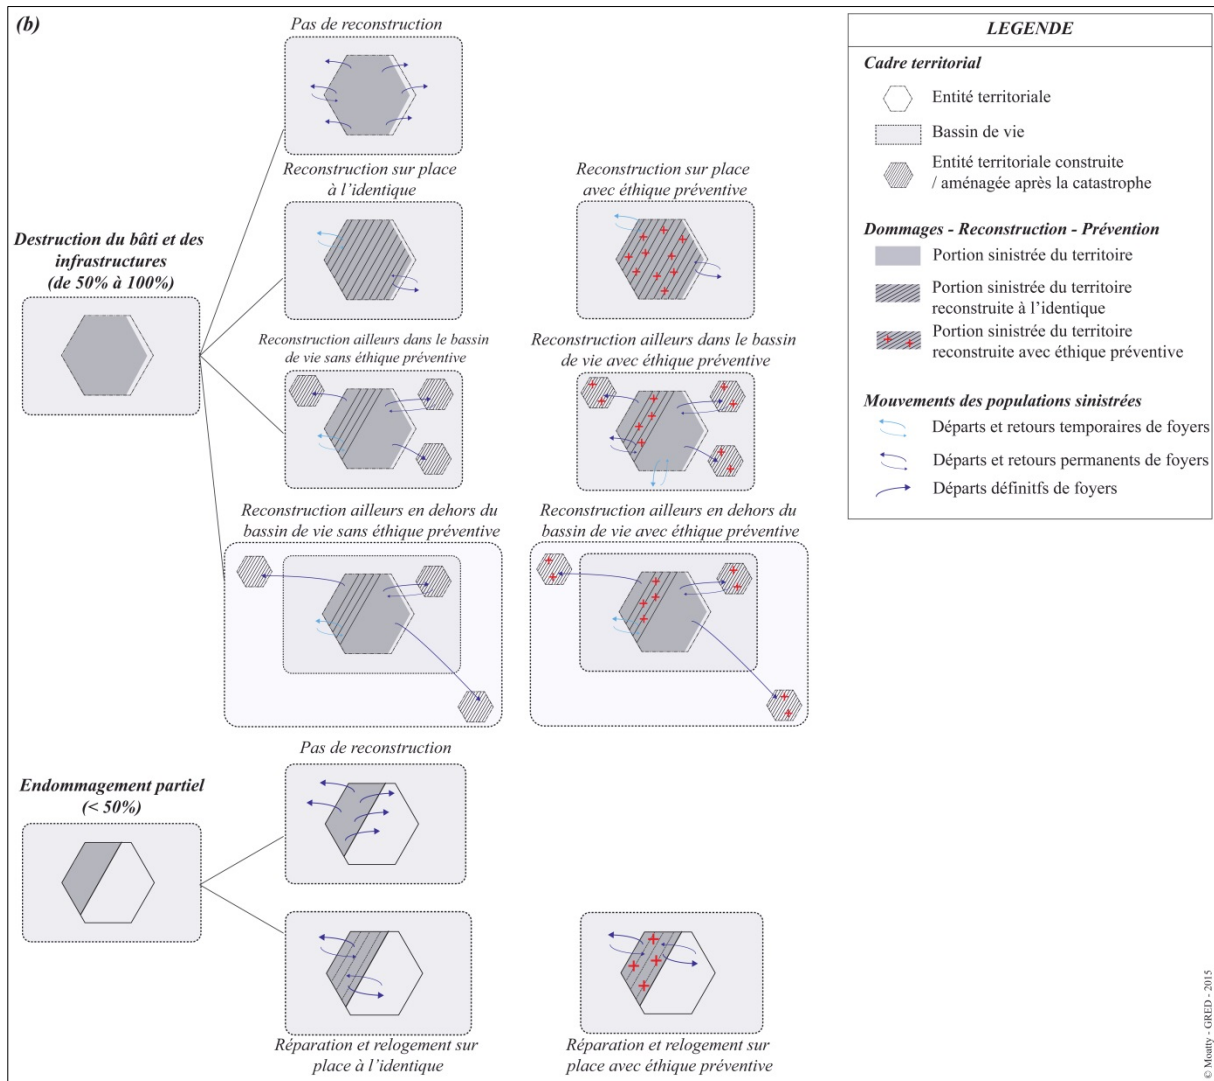 (b)
Pas de reconstruction
Reconstruction sur place
à l'identique
Reconstruction sur place
avec éthique préventive
Destruction du bâti et des
infrastructures
(de 50% à 100%)
Reconstruction ailleurs dans le bassin
de vie sans éthique préventive
Reconstruction ailleurs dans le bassin
de vie avec éthique préventive
Reconstruction ailleurs en dehors du
bassin de vie sans éthique préventive
Reconstruction ailleurs en dehors du
bassin de vie avec éthique préventive
Pas de reconstruction
Endommagement partiel
(< 50%)
Réparation et relogement sur
place à l'identique
Réparation et relogement sur
place avec éthique préventive
LEGENDE
Cadre territorial
Entité territoriale
Bassin de vie
Entité territoriale construite
/ aménagée après la catastrophe
Dommages - Reconstruction - Prévention
Portion sinistrée du territoire
Portion sinistrée du territoire
reconstruite à l'identique
Portion sinistrée du territoire
reconstruite avec éthique préventive
Mouvements des populations sinistrées
Départs et retours temporaires de foyers
Départs et retours permanents de foyers
Départs définitfs de foyers
© Moatty - GRED - 2015